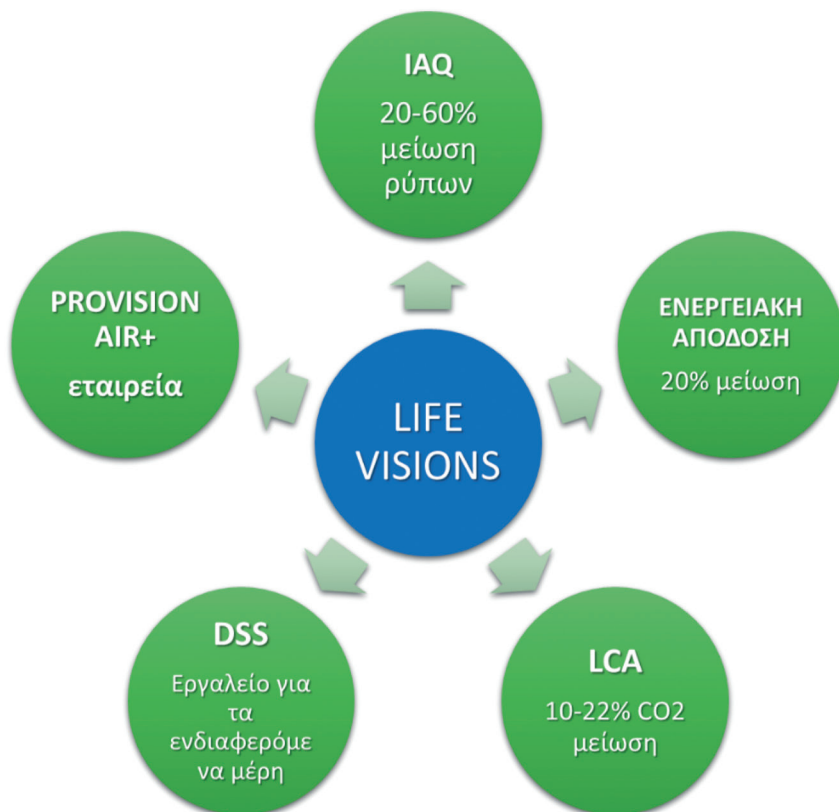 IAQ
20-60%
μείωση
ρύπων
PROVISION
AIR+
εταιρεία
ΕΝΕΡΓΕΙΑΚΗ
ΑΠΟΔΟΣΗ
20% μείωση
LIFE
VISIONS
DSS
Εργαλείο για
τα
ενδιαφερόμε
να μέρη
LCA
10-22% CO2
μείωση